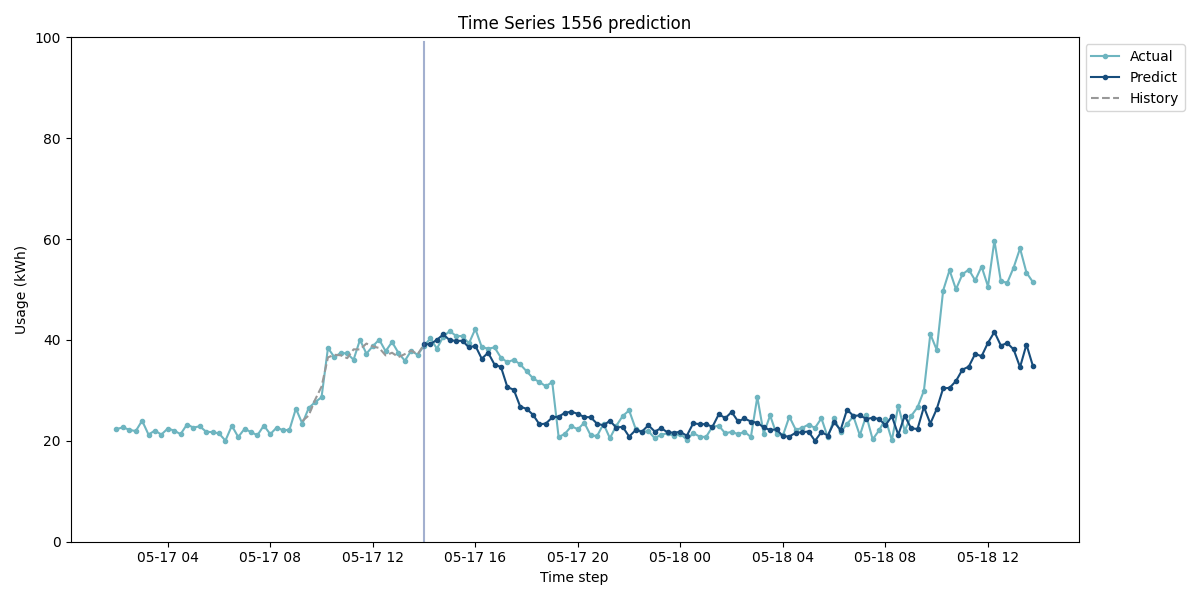 Time Series 1556 prediction
100
80
60
40
20
0
Usage (kWh)
05-17 04
05-17 08
05-17 12
05-17 16
05-17 20
05-18 00
05-18 04
05-18 08
05-18 12
Time step
Actual
Predict
History